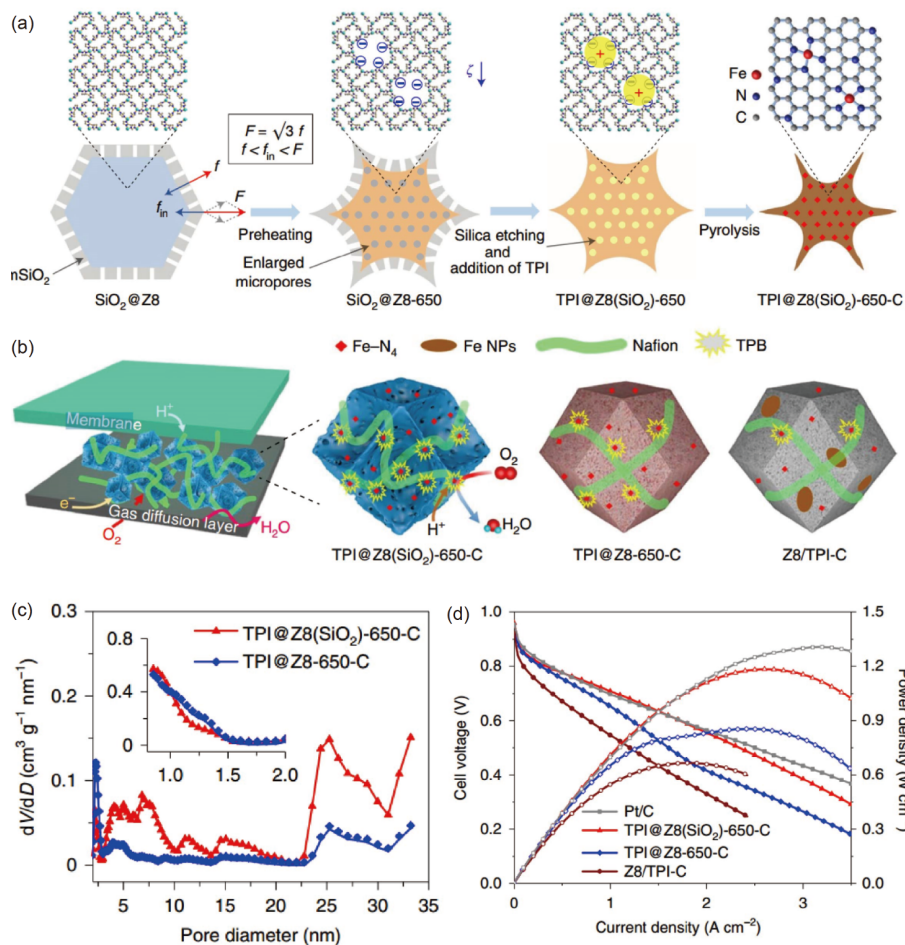 (a)
Fe
N
C
ζ
F = √3 f
f < f_in < F
f
f_in
F
Preheating
Enlarged
micropores
Silica etching
and
addition of TPI
Pyrolysis
mSiO₂
SiO₂@Z8
SiO₂@Z8-650
TPI@Z8(SiO₂)-650
TPI@Z8(SiO₂)-650-C
(b)
Fe–N₄
Fe NPs
Nafion
TPB
Membrane
H⁺
e⁻
O₂
Gas diffusion layer
H₂O
O₂
H⁺
H₂O
TPI@Z8(SiO₂)-650-C
TPI@Z8-650-C
Z8/TPI-C
(c)
dV/dD (cm³ g⁻¹ nm⁻¹)
0.3
0.2
0.1
0
0.8
0.4
0
1.0 1.5 2.0
TPI@Z8(SiO₂)-650-C
TPI@Z8-650-C
5 10 15 20 25 30 35
Pore diameter (nm)
(d)
Cell voltage (V)
1.0
0.8
0.6
0.4
0.2
0.0
Pt/C
TPI@Z8(SiO₂)-650-C
TPI@Z8-650-C
Z8/TPI-C
0 1 2 3
Current density (A cm⁻²)
1.5
1.2
0.9
0.6
0.3
0.0
Power density (W cm⁻²)